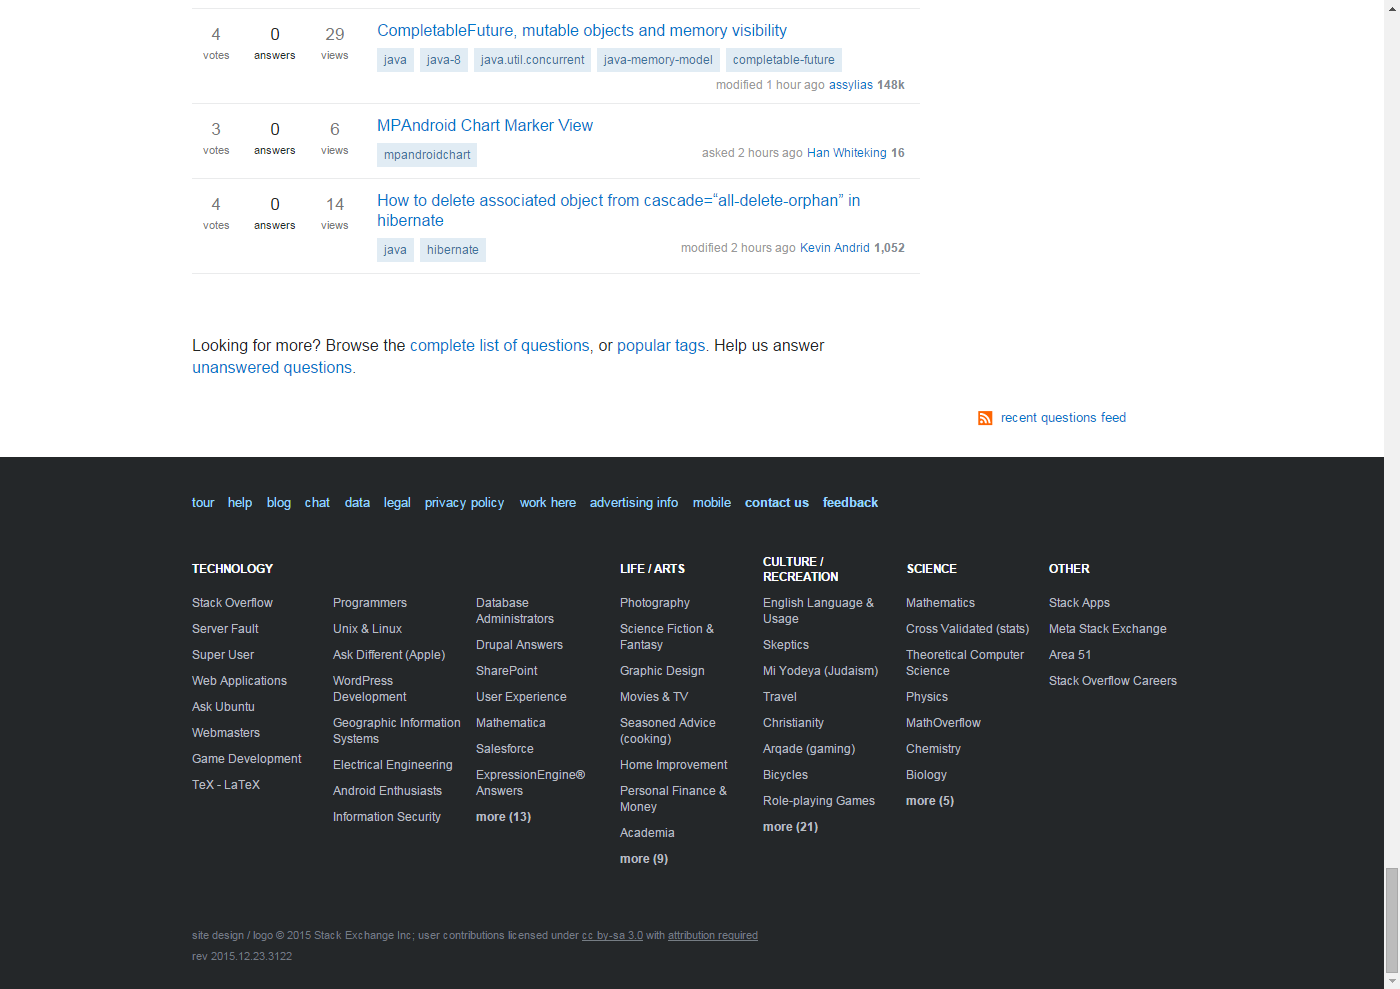 CompletableFuture, mutable objects and memory visibility
4 0 29
votes answers views
java java-8 java.util.concurrent java-memory-model completable-future
modified 1 hour ago assylias 148k
MPAndroid Chart Marker View
3 0 6
votes answers views
mpandroidchart
asked 2 hours ago Han Whiteking 16
How to delete associated object from cascade=“all-delete-orphan” in
hibernate
4 0 14
votes answers views
java hibernate
modified 2 hours ago Kevin Andrid 1,052
Looking for more? Browse the complete list of questions, or popular tags. Help us answer
unanswered questions.
recent questions feed
tour help blog chat data legal privacy policy work here advertising info mobile contact us feedback
TECHNOLOGY
Stack Overflow
Server Fault
Super User
Web Applications
Ask Ubuntu
Webmasters
Game Development
TeX - LaTeX
Programmers
Unix & Linux
Ask Different (Apple)
WordPress
Development
Geographic Information
Systems
Electrical Engineering
Android Enthusiasts
Information Security
Database
Administrators
Drupal Answers
SharePoint
User Experience
Mathematica
Salesforce
ExpressionEngine®
Answers
more (13)
LIFE / ARTS
Photography
Science Fiction &
Fantasy
Graphic Design
Movies & TV
Seasoned Advice
(cooking)
Home Improvement
Personal Finance &
Money
Academia
more (9)
CULTURE /
RECREATION
English Language &
Usage
Skeptics
Mi Yodeya (Judaism)
Travel
Christianity
Arqade (gaming)
Bicycles
Role-playing Games
more (21)
SCIENCE
Mathematics
Cross Validated (stats)
Theoretical Computer
Science
Physics
MathOverflow
Chemistry
Biology
more (5)
OTHER
Stack Apps
Meta Stack Exchange
Area 51
Stack Overflow Careers
site design / logo © 2015 Stack Exchange Inc; user contributions licensed under cc by-sa 3.0 with attribution required
rev 2015.12.23.3122